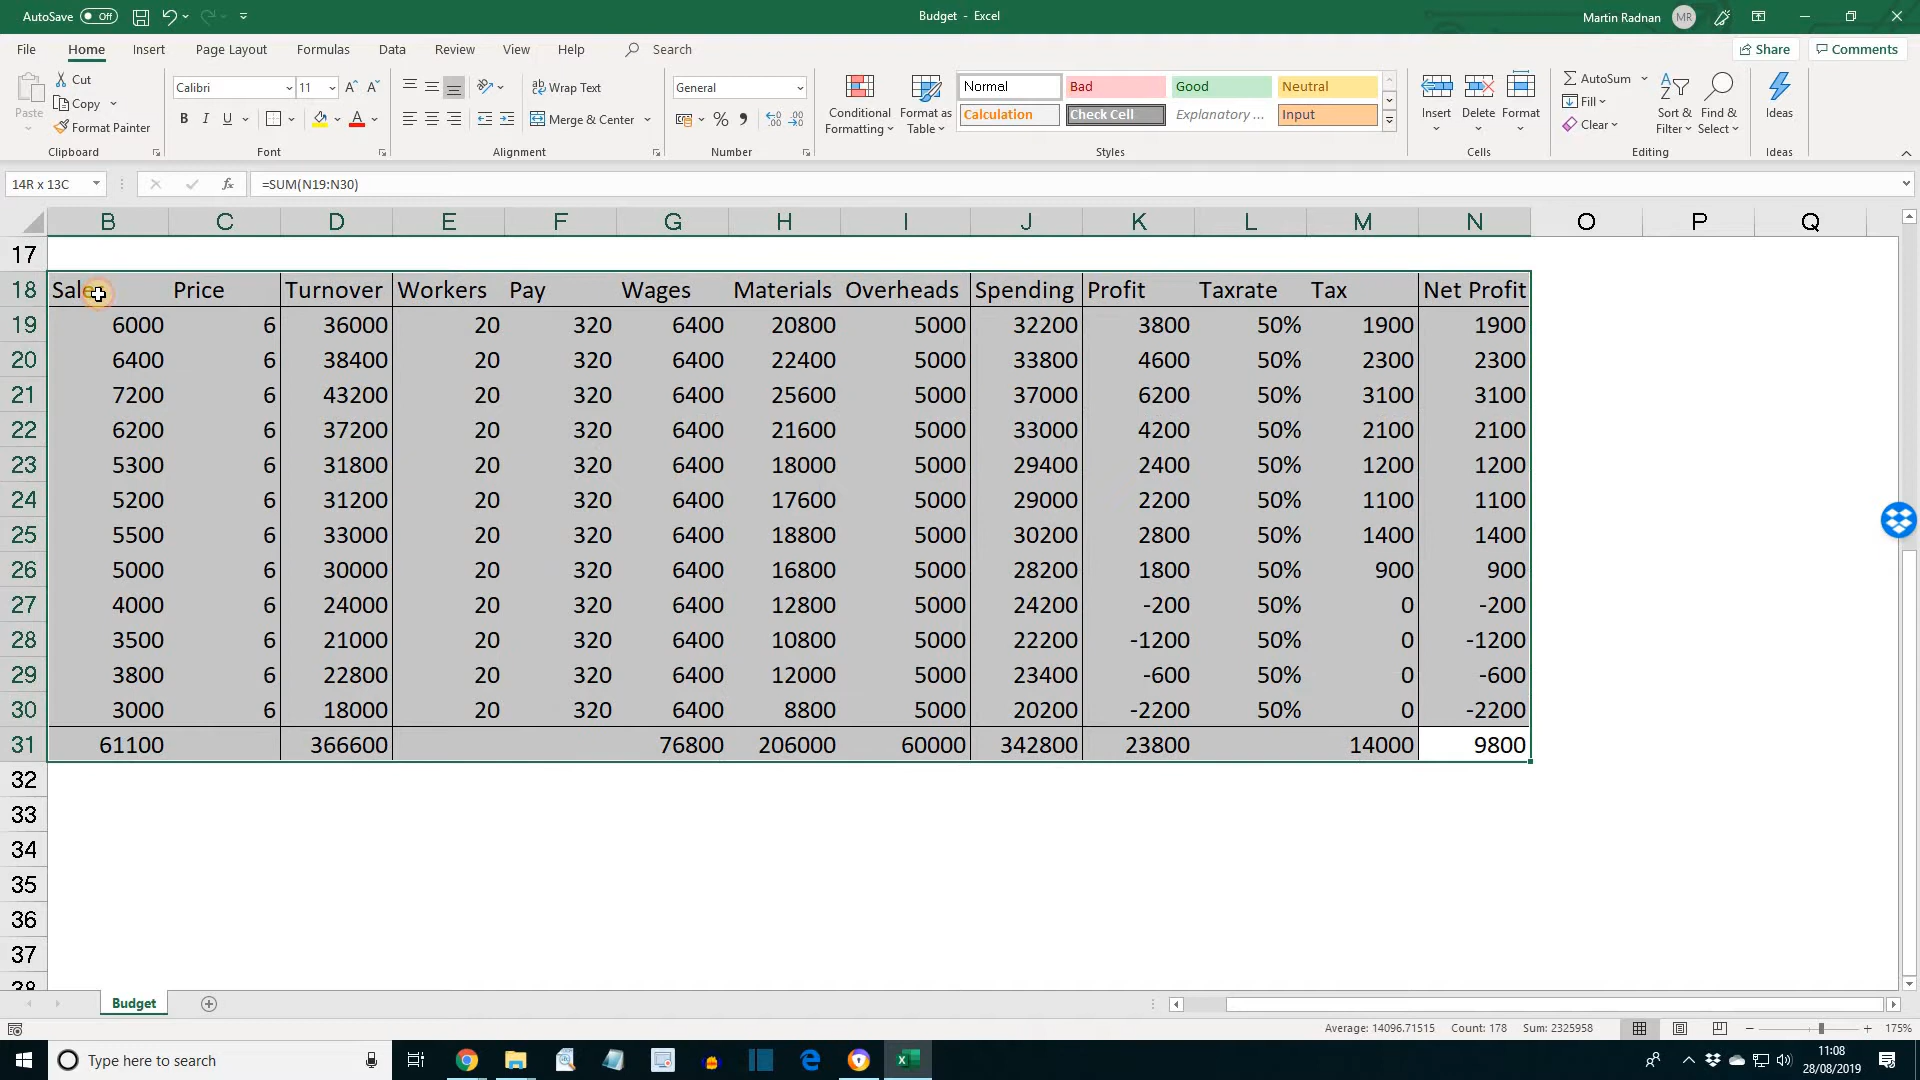 AutoSave Off Budget - Excel Martin Radnan MR
File Home Insert Page Layout Formulas Data Review View Help Search Share Comments
Cut
Copy
Format Painter
Paste
Clipboard
Calibri 11
B I U A
Font
Wrap Text
Merge & Center
Alignment
General
%
Number
Conditional Formatting
Format as Table
Normal Bad Good Neutral
Calculation Check Cell Explanatory ... Input
Styles
Insert Delete Format
Cells
AutoSum
Fill
Clear
Sort & Filter
Find & Select
Editing
Ideas
Ideas
14R x 13C fx =SUM(N19:N30)
B C D E F G H I J K L M N O P Q
17
18 Sale Price Turnover Workers Pay Wages Materials Overheads Spending Profit Taxrate Tax Net Profit
19 6000 6 36000 20 320 6400 20800 5000 32200 3800 50% 1900 1900
20 6400 6 38400 20 320 6400 22400 5000 33800 4600 50% 2300 2300
21 7200 6 43200 20 320 6400 25600 5000 37000 6200 50% 3100 3100
22 6200 6 37200 20 320 6400 21600 5000 33000 4200 50% 2100 2100
23 5300 6 31800 20 320 6400 18000 5000 29400 2400 50% 1200 1200
24 5200 6 31200 20 320 6400 17600 5000 29000 2200 50% 1100 1100
25 5500 6 33000 20 320 6400 18800 5000 30200 2800 50% 1400 1400
26 5000 6 30000 20 320 6400 16800 5000 28200 1800 50% 900 900
27 4000 6 24000 20 320 6400 12800 5000 24200 -200 50% 0 -200
28 3500 6 21000 20 320 6400 10800 5000 22200 -1200 50% 0 -1200
29 3800 6 22800 20 320 6400 12000 5000 23400 -600 50% 0 -600
30 3000 6 18000 20 320 6400 8800 5000 20200 -2200 50% 0 -2200
31 61100 366600 76800 206000 60000 342800 23800 14000 9800
32
33
34
35
36
37
38
Budget
Average: 14096.71515 Count: 178 Sum: 2325958 175%
Type here to search
11:08
28/08/2019